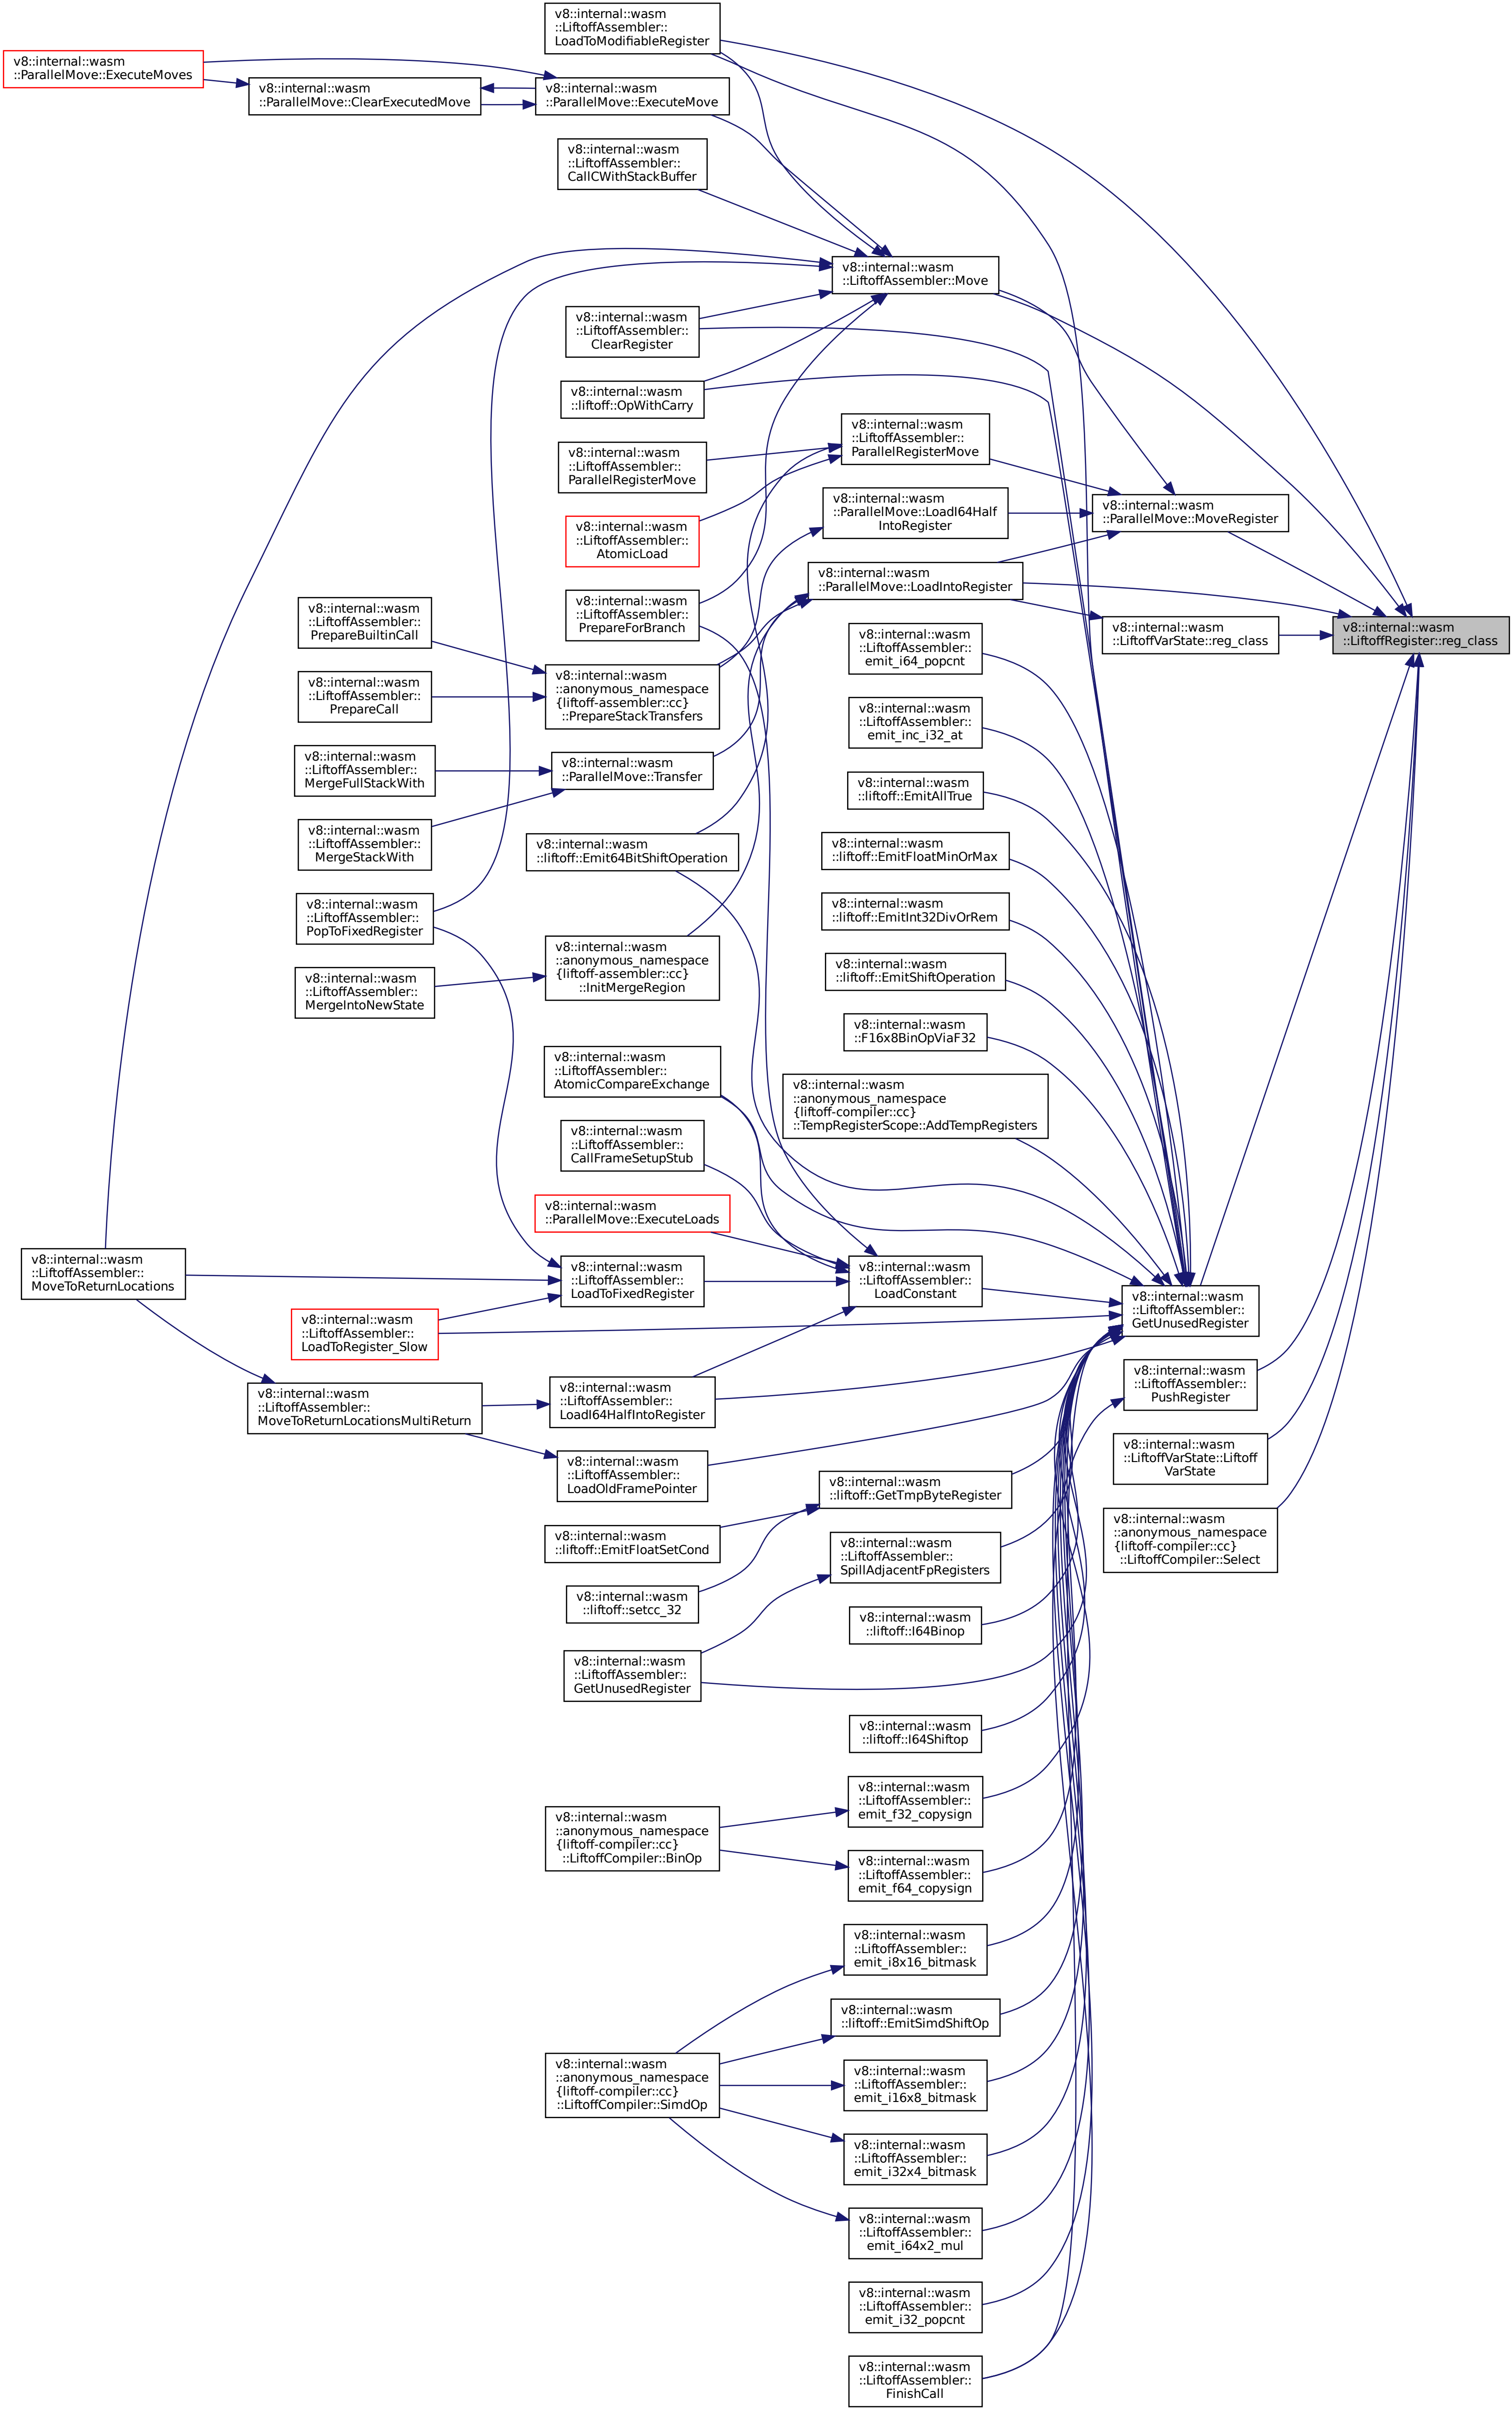 v8::internal::wasm
::LiftoffAssembler::
LoadToModifiableRegister
v8::internal::wasm
::ParallelMove::ExecuteMoves
v8::internal::wasm
::ParallelMove::ClearExecutedMove
v8::internal::wasm
::ParallelMove::ExecuteMove
v8::internal::wasm
::LiftoffAssembler::
CallCWithStackBuffer
v8::internal::wasm
::LiftoffAssembler::Move
v8::internal::wasm
::LiftoffAssembler::
ClearRegister
v8::internal::wasm
::liftoff::OpWithCarry
v8::internal::wasm
::LiftoffAssembler::
ParallelRegisterMove
v8::internal::wasm
::LiftoffAssembler::
ParallelRegisterMove
v8::internal::wasm
::ParallelMove::LoadI64Half
IntoRegister
v8::internal::wasm
::ParallelMove::MoveRegister
v8::internal::wasm
::LiftoffAssembler::
AtomicLoad
v8::internal::wasm
::ParallelMove::LoadIntoRegister
v8::internal::wasm
::LiftoffAssembler::
PrepareForBranch
v8::internal::wasm
::LiftoffAssembler::
PrepareBuiltinCall
v8::internal::wasm
::LiftoffAssembler::
emit_i64_popcnt
v8::internal::wasm
::LiftoffVarState::reg_class
v8::internal::wasm
::LiftoffRegister::reg_class
v8::internal::wasm
::LiftoffAssembler::
PrepareCall
v8::internal::wasm
::anonymous_namespace
{liftoff-assembler::cc}
::PrepareStackTransfers
v8::internal::wasm
::LiftoffAssembler::
emit_inc_i32_at
v8::internal::wasm
::LiftoffAssembler::
MergeFullStackWith
v8::internal::wasm
::ParallelMove::Transfer
v8::internal::wasm
::liftoff::EmitAllTrue
v8::internal::wasm
::LiftoffAssembler::
MergeStackWith
v8::internal::wasm
::liftoff::Emit64BitShiftOperation
v8::internal::wasm
::liftoff::EmitFloatMinOrMax
v8::internal::wasm
::LiftoffAssembler::
PopToFixedRegister
v8::internal::wasm
::liftoff::EmitInt32DivOrRem
v8::internal::wasm
::LiftoffAssembler::
MergeIntoNewState
v8::internal::wasm
::anonymous_namespace
{liftoff-assembler::cc}
::InitMergeRegion
v8::internal::wasm
::liftoff::EmitShiftOperation
v8::internal::wasm
::F16x8BinOpViaF32
v8::internal::wasm
::LiftoffAssembler::
AtomicCompareExchange
v8::internal::wasm
::anonymous_namespace
{liftoff-compiler::cc}
::TempRegisterScope::AddTempRegisters
v8::internal::wasm
::LiftoffAssembler::
CallFrameSetupStub
v8::internal::wasm
::ParallelMove::ExecuteLoads
v8::internal::wasm
::LiftoffAssembler::
MoveToReturnLocations
v8::internal::wasm
::LiftoffAssembler::
LoadToFixedRegister
v8::internal::wasm
::LiftoffAssembler::
LoadConstant
v8::internal::wasm
::LiftoffAssembler::
GetUnusedRegister
v8::internal::wasm
::LiftoffAssembler::
LoadToRegister_Slow
v8::internal::wasm
::LiftoffAssembler::
MoveToReturnLocationsMultiReturn
v8::internal::wasm
::LiftoffAssembler::
LoadI64HalfIntoRegister
v8::internal::wasm
::LiftoffAssembler::
PushRegister
v8::internal::wasm
::LiftoffAssembler::
LoadOldFramePointer
v8::internal::wasm
::LiftoffVarState::Liftoff
VarState
v8::internal::wasm
::liftoff::GetTmpByteRegister
v8::internal::wasm
::anonymous_namespace
{liftoff-compiler::cc}
::LiftoffCompiler::Select
v8::internal::wasm
::liftoff::EmitFloatSetCond
v8::internal::wasm
::LiftoffAssembler::
SpillAdjacentFpRegisters
v8::internal::wasm
::liftoff::setcc_32
v8::internal::wasm
::liftoff::I64Binop
v8::internal::wasm
::LiftoffAssembler::
GetUnusedRegister
v8::internal::wasm
::liftoff::I64Shiftop
v8::internal::wasm
::LiftoffAssembler::
emit_f32_copysign
v8::internal::wasm
::anonymous_namespace
{liftoff-compiler::cc}
::LiftoffCompiler::BinOp
v8::internal::wasm
::LiftoffAssembler::
emit_f64_copysign
v8::internal::wasm
::LiftoffAssembler::
emit_i8x16_bitmask
v8::internal::wasm
::liftoff::EmitSimdShiftOp
v8::internal::wasm
::anonymous_namespace
{liftoff-compiler::cc}
::LiftoffCompiler::SimdOp
v8::internal::wasm
::LiftoffAssembler::
emit_i16x8_bitmask
v8::internal::wasm
::LiftoffAssembler::
emit_i32x4_bitmask
v8::internal::wasm
::LiftoffAssembler::
emit_i64x2_mul
v8::internal::wasm
::LiftoffAssembler::
emit_i32_popcnt
v8::internal::wasm
::LiftoffAssembler::
FinishCall